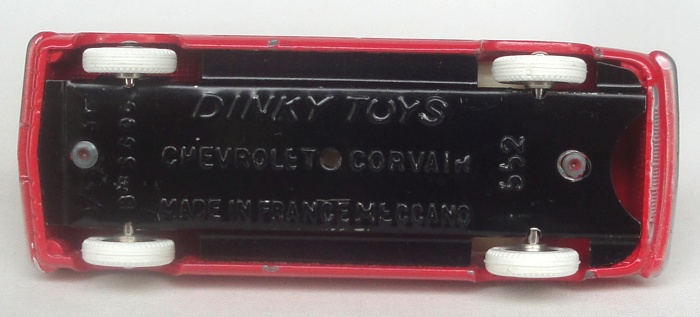 DINKY TOYS
CHEVROLET CORVAIR
MADE IN FRANCE MECCANO
552